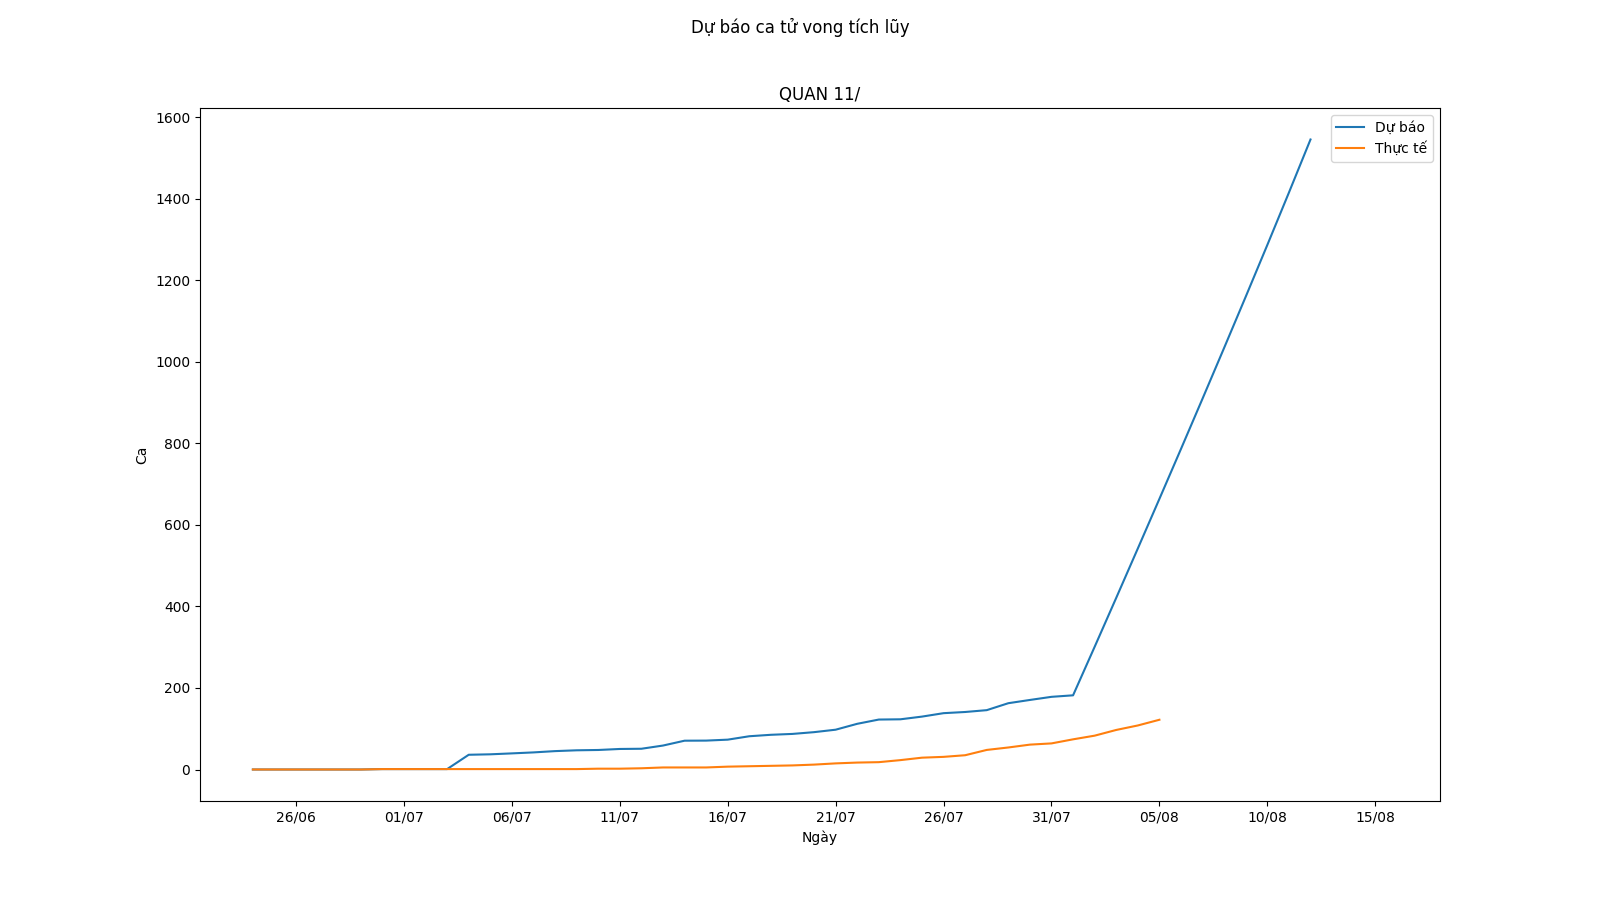 Dự báo ca tử vong tích lũy
QUAN 11/
Dự báo
Thực tế
1600
1400
1200
1000
800
600
400
200
0
Ca
26/06 01/07 06/07 11/07 16/07 21/07 26/07 31/07 05/08 10/08 15/08
Ngày